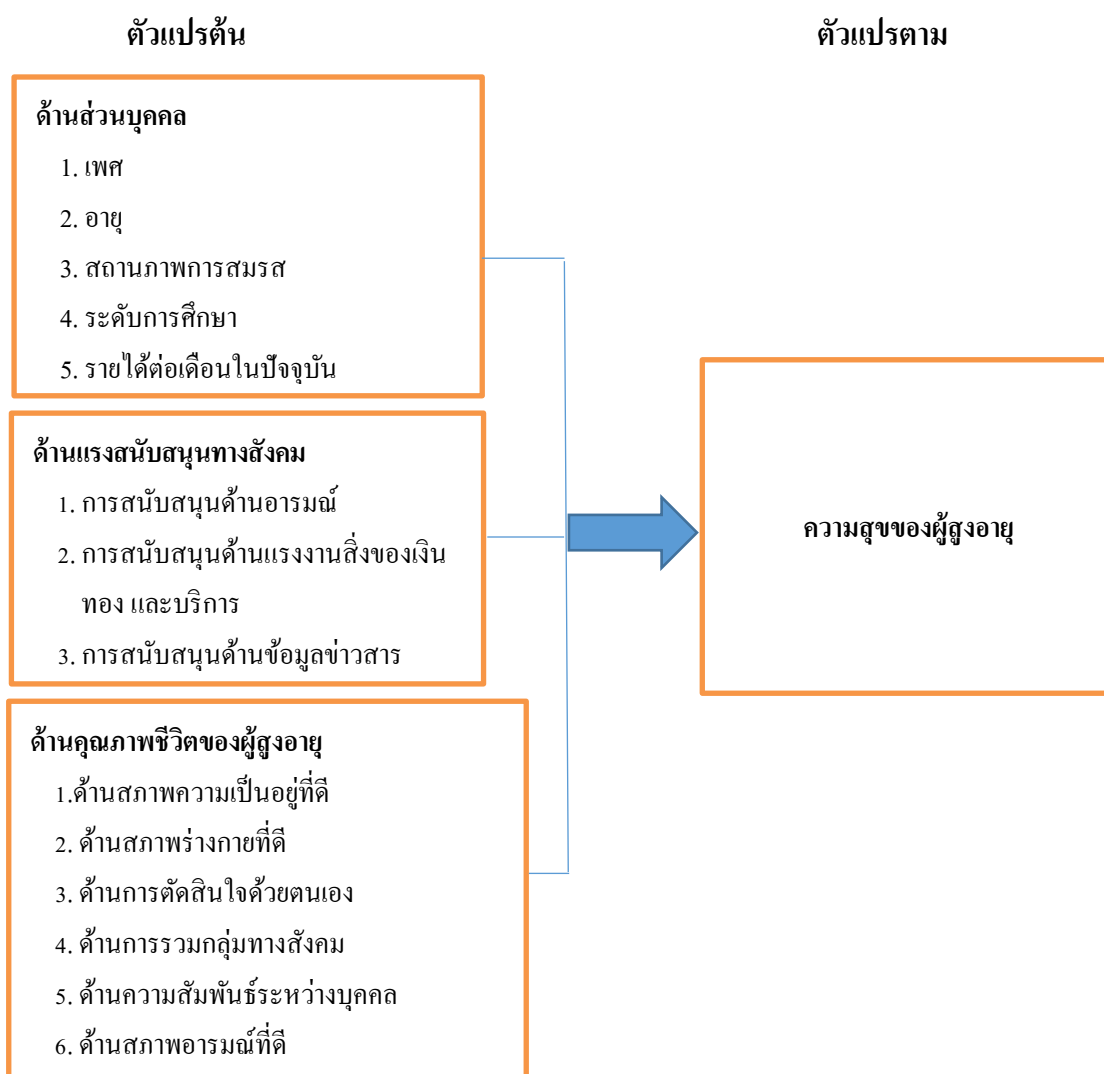 ตัวแปรต้น
ตัวแปรตาม
ด้านส่วนบุคคล
1. เพศ
2. อายุ
3. สถานภาพการสมรส
4. ระดับการศึกษา
5. รายได้ต่อเดือนในปัจจุบัน
ด้านแรงสนับสนุนทางสังคม
1. การสนับสนุนด้านอารมณ์
2. การสนับสนุนด้านแรงงานสิ่งของเงิน
ทอง และบริการ
3. การสนับสนุนด้านข้อมูลข่าวสาร
ด้านคุณภาพชีวิตของผู้สูงอายุ
1.ด้านสภาพความเป็นอยู่ที่ดี
2. ด้านสภาพร่างกายที่ดี
3. ด้านการตัดสินใจด้วยตนเอง
4. ด้านการรวมกลุ่มทางสังคม
5. ด้านความสัมพันธ์ระหว่างบุคคล
6. ด้านสภาพอารมณ์ที่ดี
ความสุขของผู้สูงอายุ